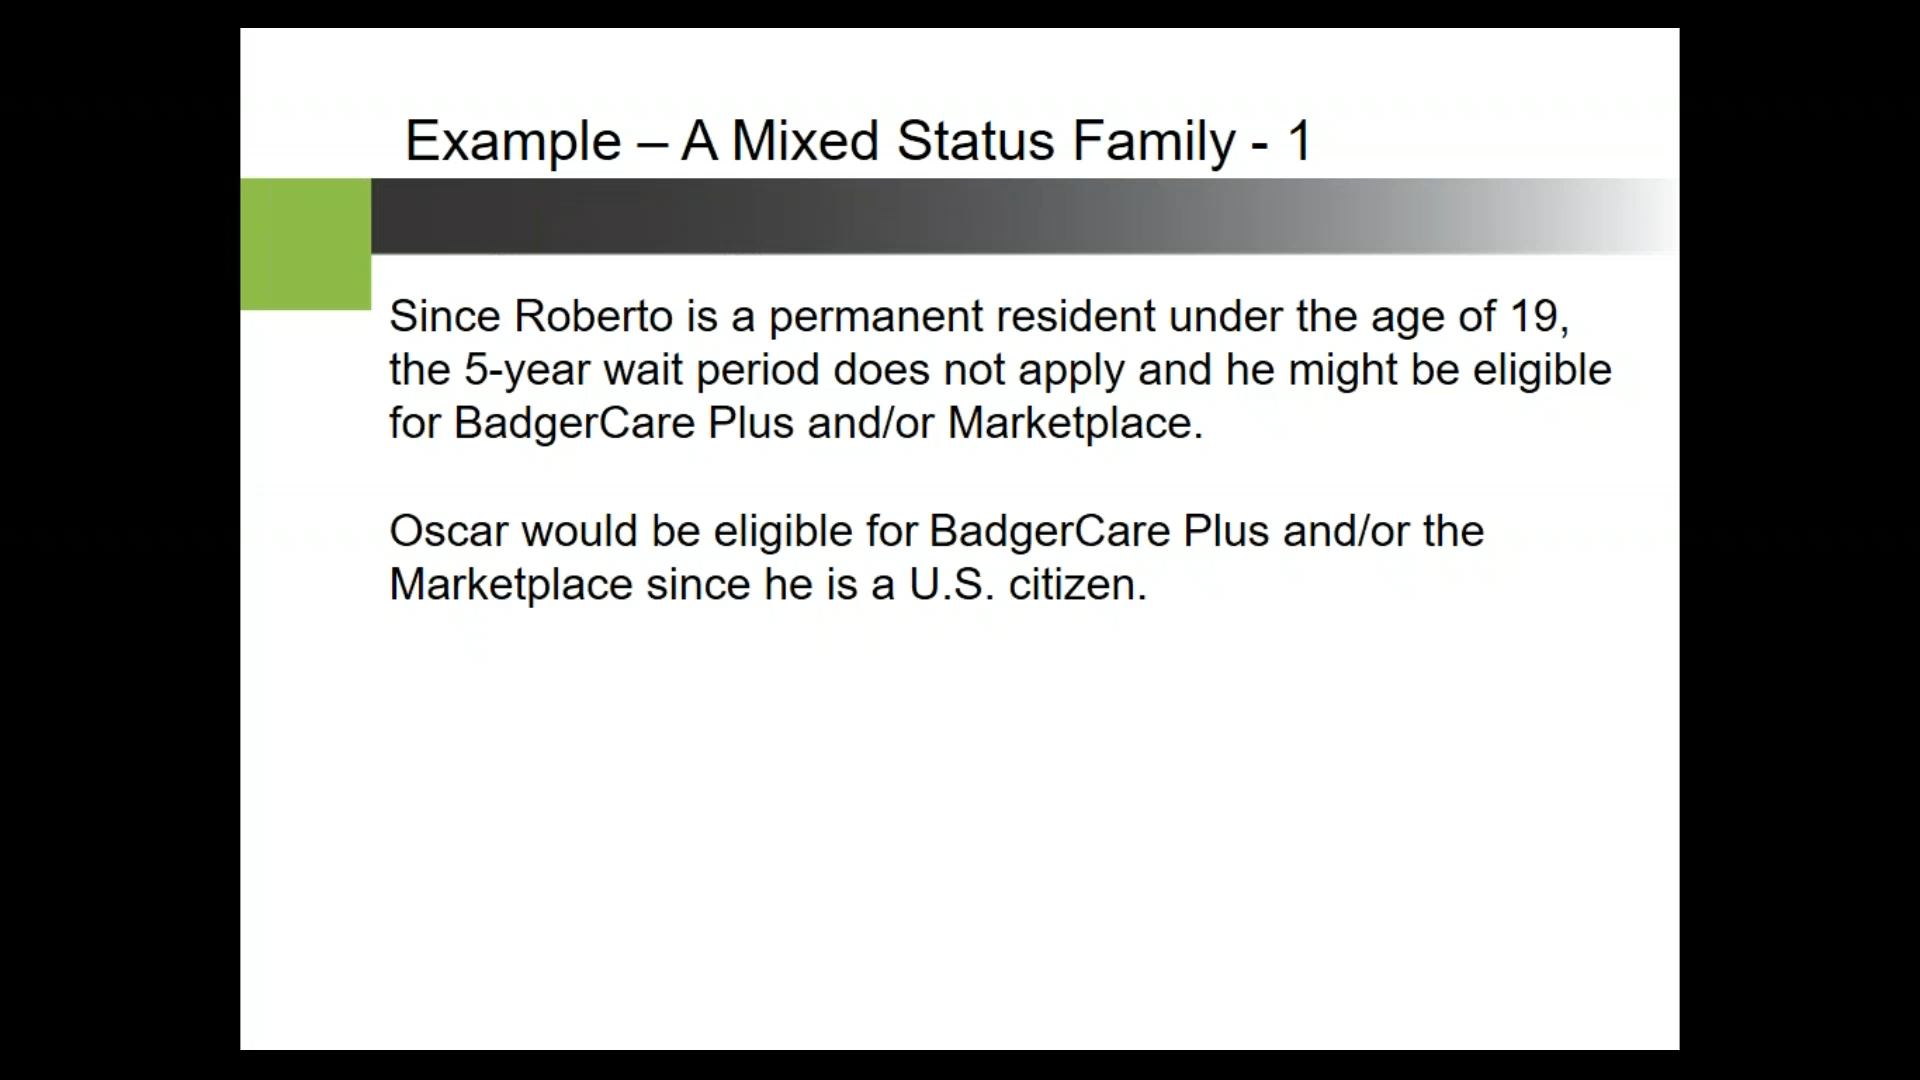 Example – A Mixed Status Family - 1
Since Roberto is a permanent resident under the age of 19,
the 5-year wait period does not apply and he might be eligible
for BadgerCare Plus and/or Marketplace.
Oscar would be eligible for BadgerCare Plus and/or the
Marketplace since he is a U.S. citizen.